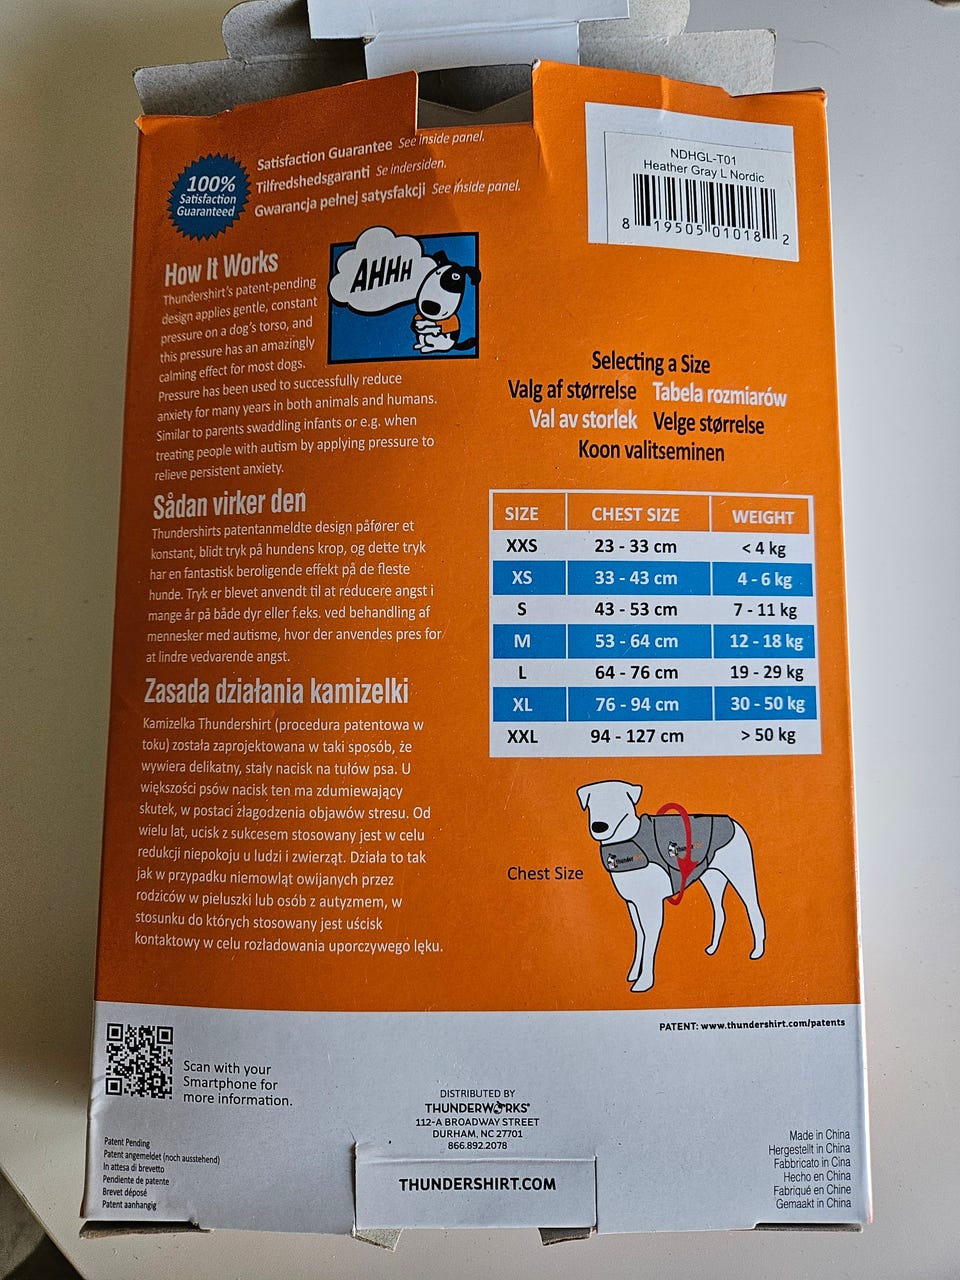 100%
Satisfaction
Guaranteed
Satisfaction Guarantee See inside panel.
Tilfredshedsgaranti Se indersiden.
Gwarancja pełnej satysfakcji See inside panel.
NDHGL-T01
Heather Gray L Nordic
8 19505 01018 2
How It Works
Thundershirt's patent-pending
design applies gentle, constant
pressure on a dog's torso, and
this pressure has an amazingly
calming effect for most dogs.
Pressure has been used to successfully reduce
anxiety for many years in both animals and humans.
Similar to parents swaddling infants or e.g. when
treating people with autism by applying pressure to
relieve persistent anxiety.
AHHH
Sådan virker den
Thundershirts patentanmeldte design påfører et
konstant, blidt tryk på hundens krop, og dette tryk
har en fantastisk beroligende effekt på de fleste
hunde. Tryk er blevet anvendt til at reducere angst i
mange år på både dyr eller f.eks. ved behandling af
mennesker med autisme, hvor der anvendes pres for
at lindre vedvarende angst.
Zasada działania kamizelki
Kamizelka Thundershirt (procedura patentowa w
toku) została zaprojektowana w taki sposób, że
wywiera delikatny, stały nacisk na tułów psa. U
większości psów nacisk ten ma zdumiewający
skutek, w postaci złagodzenia objawów stresu. Od
wielu lat, ucisk z sukcesem stosowany jest w celu
redukcji niepokoju u ludzi i zwierząt. Działa to tak
jak w przypadku niemowląt owijanych przez
rodziców w pieluszki lub osób z autyzmem, w
stosunku do których stosowany jest uścisk
kontaktowy w celu rozładowania uporczywego lęku.
Selecting a Size
Valg af størrelse Tabela rozmiarów
Val av storlek Velge størrelse
Koon valitseminen
SIZE CHEST SIZE WEIGHT
XXS 23 - 33 cm < 4 kg
XS 33 - 43 cm 4 - 6 kg
S 43 - 53 cm 7 - 11 kg
M 53 - 64 cm 12 - 18 kg
L 64 - 76 cm 19 - 29 kg
XL 76 - 94 cm 30 - 50 kg
XXL 94 - 127 cm > 50 kg
Chest Size
Thunder
PATENT: www.thundershirt.com/patents
Scan with your
Smartphone for
more information.
Patent Pending
Patent angemeldet (noch ausstehend)
In attesa di brevetto
Pendiente de patente
Brevet déposé
Patent aanhangig
DISTRIBUTED BY
THUNDERWORKS
112-A BROADWAY STREET
DURHAM, NC 27701
866.892.2078
THUNDERSHIRT.COM
Made in China
Hergestellt in China
Fabbricato in Cina
Hecho en China
Fabriqué en Chine
Gemaakt in China